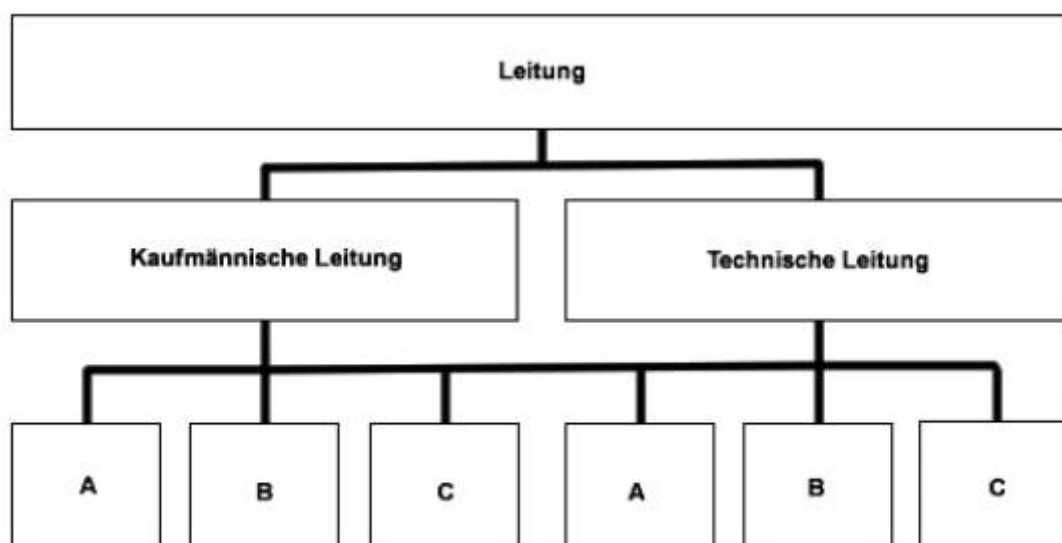 Leitung
Kaufmännische Leitung
Technische Leitung
A
B
C
A
B
C